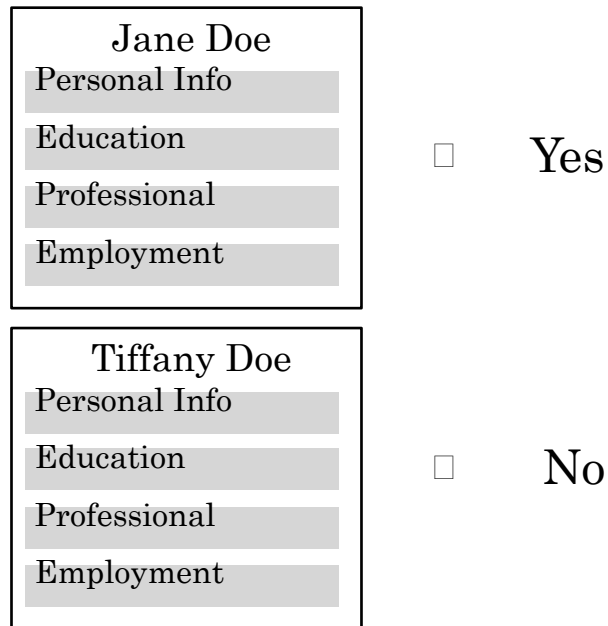 Jane Doe
Personal Info
Education
Professional
Employment
Yes
Tiffany Doe
Personal Info
Education
Professional
Employment
No